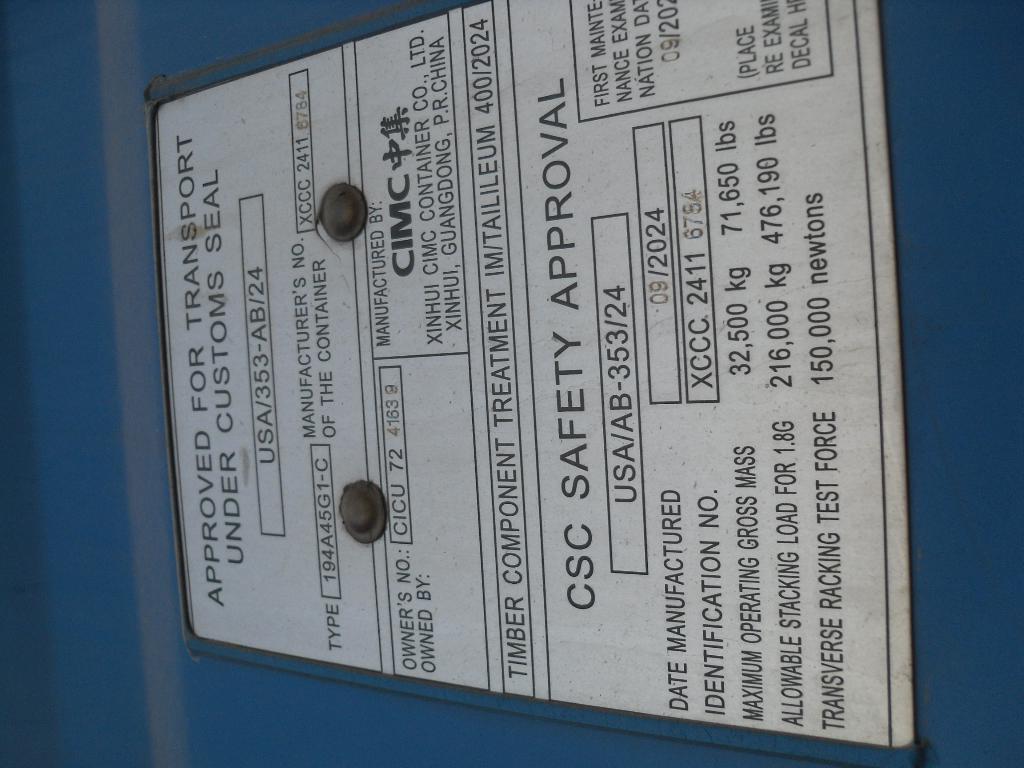 APPROVED FOR TRANSPORT
UNDER CUSTOMS SEAL
USA/353-AB/24
TYPE 194A45G1-C MANUFACTURER'S NO. OF THE CONTAINER XCCC 2411 6784
OWNER'S NO.: CICU 72 4163 9
OWNED BY:
MANUFACTURED BY:
CIMC中集
XINHUI CIMC CONTAINER CO., LTD.
XINHUI, GUANGDONG, P.R.CHINA
TIMBER COMPONENT TREATMENT IM/TAILILEUM 400/2024
CSC SAFETY APPROVAL
USA/AB-353/24
DATE MANUFACTURED 09/2024
IDENTIFICATION NO. XCCC. 2411 6784
MAXIMUM OPERATING GROSS MASS 32,500 kg 71,650 lbs
ALLOWABLE STACKING LOAD FOR 1.8G 216,000 kg 476,190 lbs
TRANSVERSE RACKING TEST FORCE 150,000 newtons
FIRST MAINTE-
NANCE EXAM
NATION DA
09/202
(PLACE
RE EXAMI
DECAL H